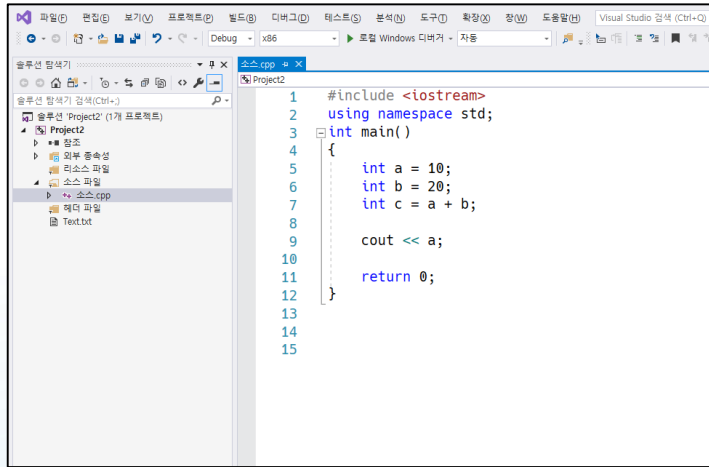 파일(F) 편집(E) 보기(V) 프로젝트(P) 빌드(B) 디버그(D) 테스트(S) 분석(N) 도구(T) 확장(X) 창(W) 도움말(H) Visual Studio 검색 (Ctrl+Q)
Debug x86 로컬 Windows 디버거 자동
솔루션 탐색기
소스.cpp
Project2
솔루션 탐색기 검색(Ctrl+;)
솔루션 'Project2' (1개 프로젝트)
Project2
참조
외부 종속성
리소스 파일
소스 파일
소스.cpp
헤더 파일
Text.txt
1 #include <iostream>
2 using namespace std;
3 int main()
4 {
5 int a = 10;
6 int b = 20;
7 int c = a + b;
8
9 cout << a;
10
11 return 0;
12 }
13
14
15